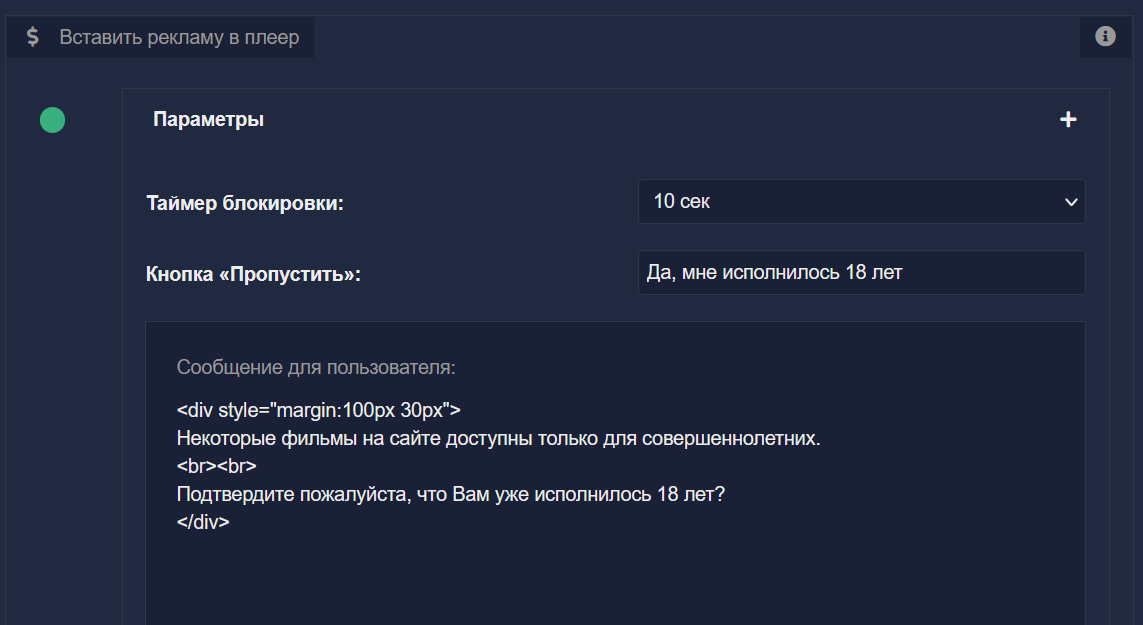 $ Вставить рекламу в плеер
Параметры
Таймер блокировки:
10 сек
Кнопка «Пропустить»:
Да, мне исполнилось 18 лет
Сообщение для пользователя:
<div style="margin:100px 30px">
Некоторые фильмы на сайте доступны только для совершеннолетних.
<br><br>
Подтвердите пожалуйста, что Вам уже исполнилось 18 лет?
</div>